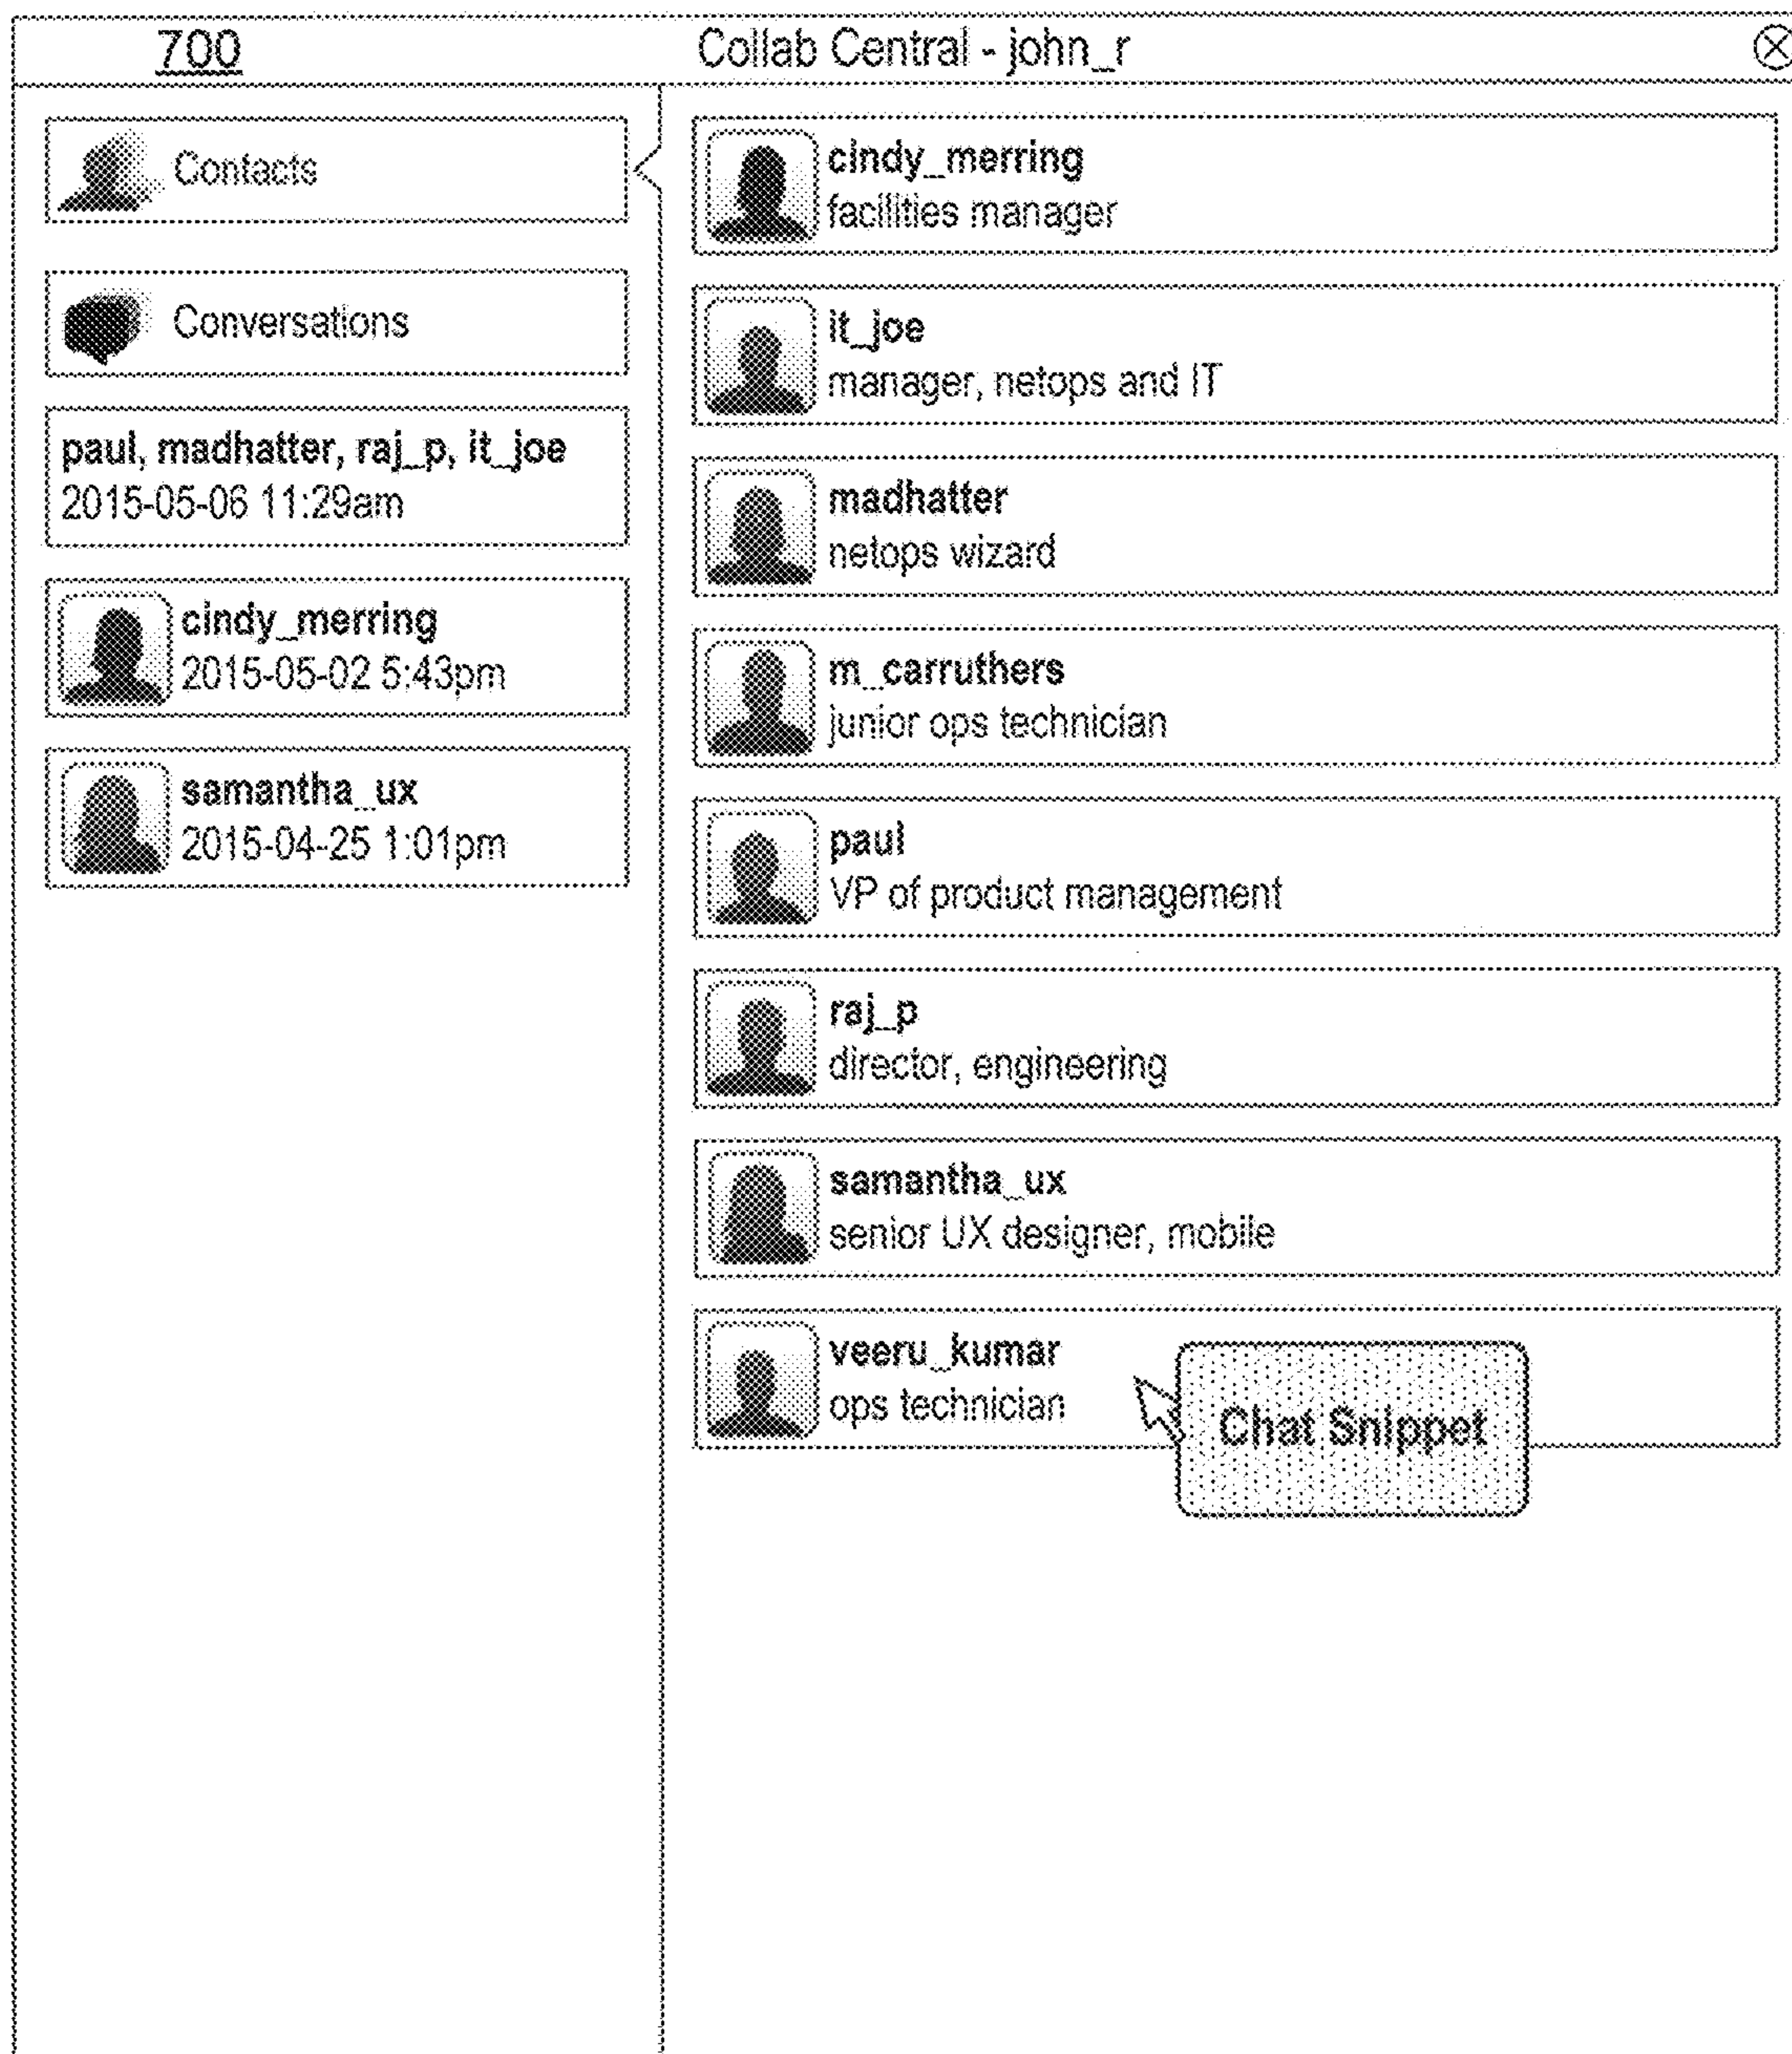 700
Collab Central - john_r
Contacts
Conversations
paul, madhatter, raj_p, it_joe
2015-05-06 11:29am
cindy_merring
2015-05-02 5:43pm
samantha_ux
2015-04-25 1:01pm
cindy_merring
facilities manager
it_joe
manager, netops and IT
madhatter
netops wizard
m_carruthers
junior ops technician
paul
VP of product management
raj_p
director, engineering
samantha_ux
senior UX designer, mobile
veeru_kumar
ops technician
Chat Snippet